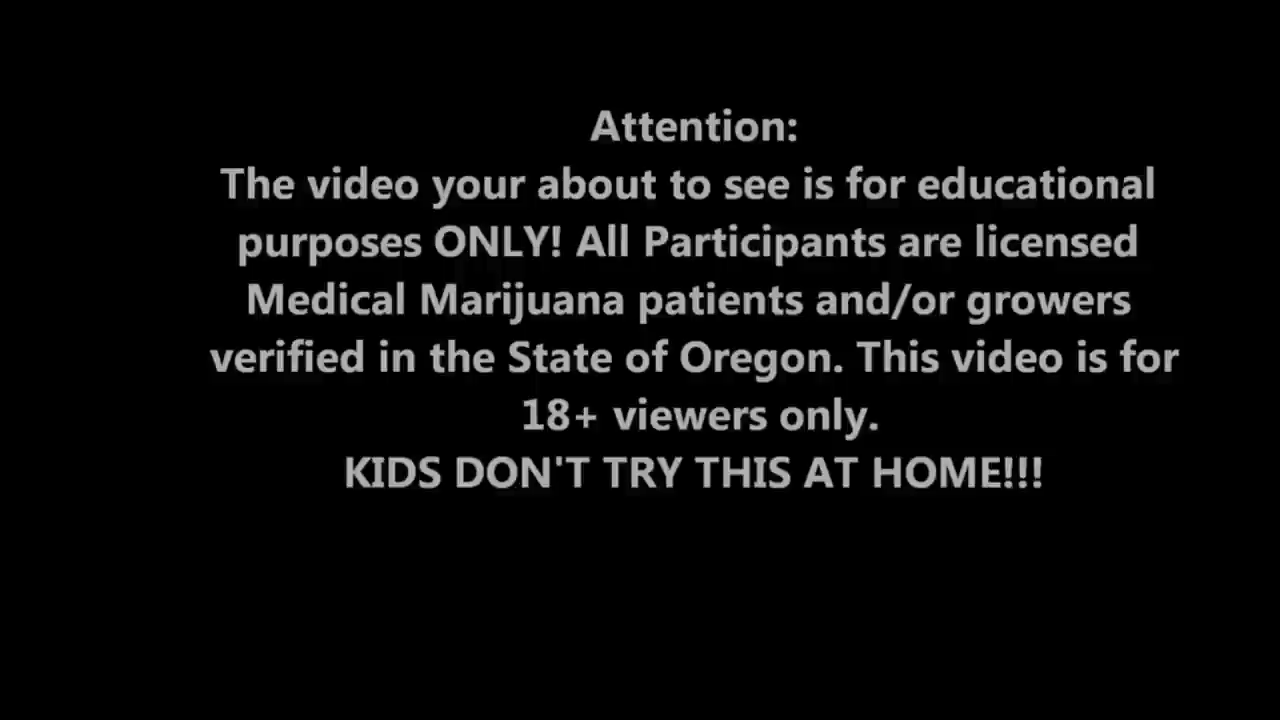 Attention:
The video your about to see is for educational
purposes ONLY! All Participants are licensed
Medical Marijuana patients and/or growers
verified in the State of Oregon. This video is for
18+ viewers only.
KIDS DON'T TRY THIS AT HOME!!!